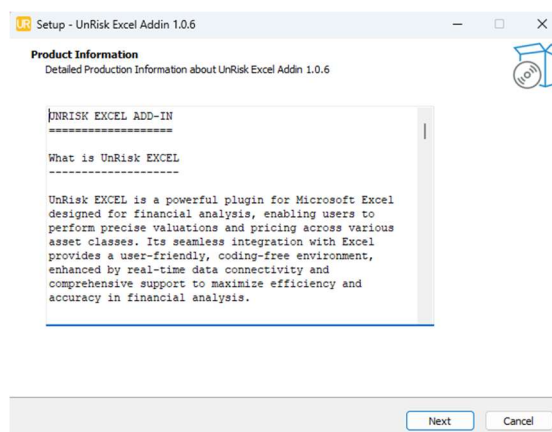 UR Setup - UnRisk Excel Addin 1.0.6
Product Information
Detailed Production Information about UnRisk Excel Addin 1.0.6
UNRISK EXCEL ADD-IN
===================
What is UnRisk EXCEL
--------------------
UnRisk EXCEL is a powerful plugin for Microsoft Excel
designed for financial analysis, enabling users to
perform precise valuations and pricing across various
asset classes. Its seamless integration with Excel
provides a user-friendly, coding-free environment,
enhanced by real-time data connectivity and
comprehensive support to maximize efficiency and
accuracy in financial analysis.
Next Cancel